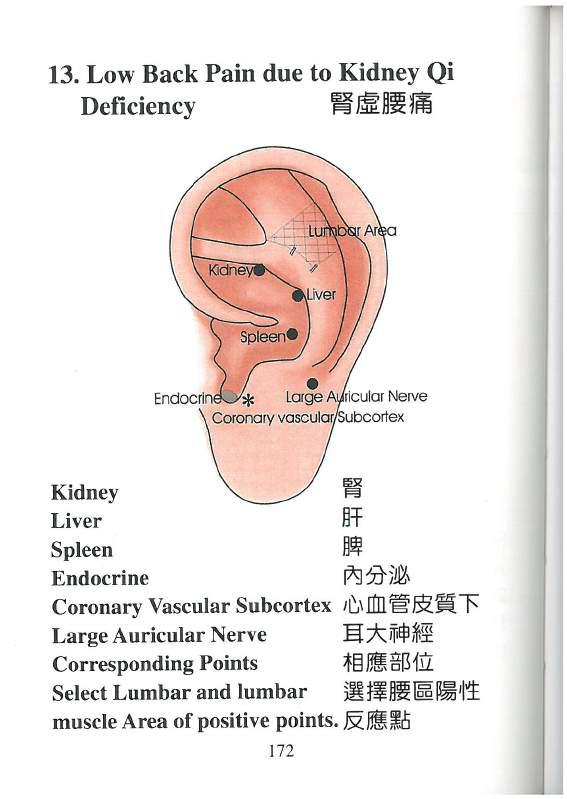 13. Low Back Pain due to Kidney Qi
Deficiency 腎虛腰痛
Lumbar Area
Kidney
Liver
Spleen
Endocrine *
Large Auricular Nerve
Coronary vascular Subcortex
Kidney 腎
Liver 肝
Spleen 脾
Endocrine 內分泌
Coronary Vascular Subcortex 心血管皮質下
Large Auricular Nerve 耳大神經
Corresponding Points 相應部位
Select Lumbar and lumbar 選擇腰區陽性
muscle Area of positive points. 反應點
172